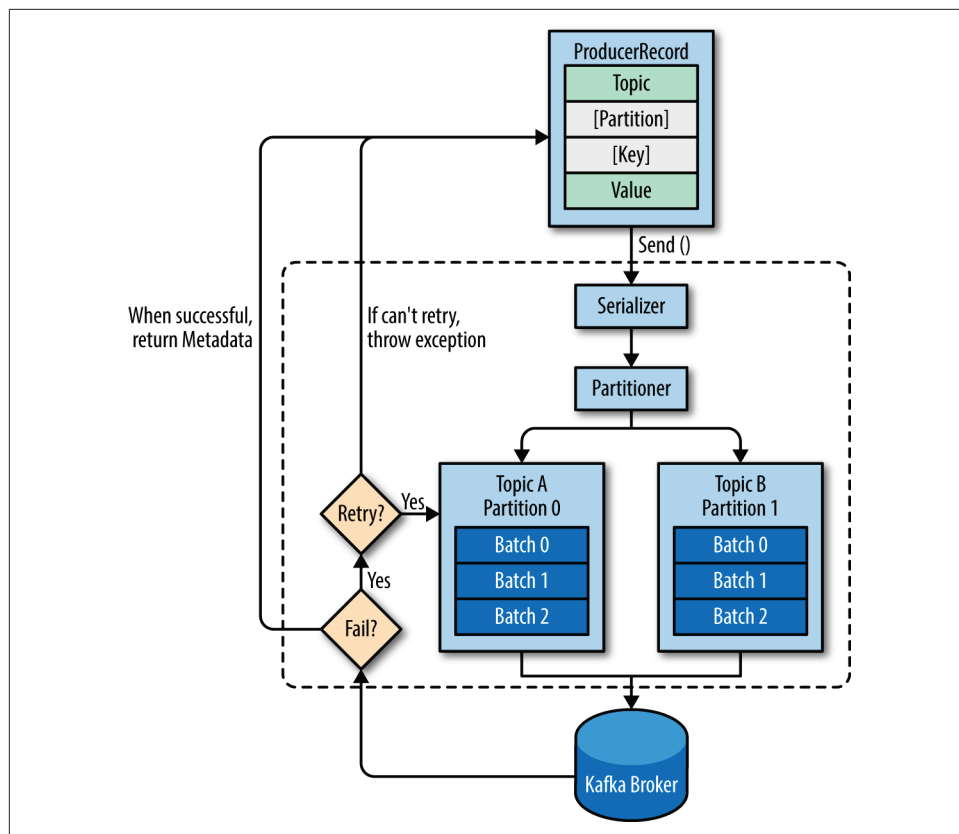 ProducerRecord
Topic
[Partition]
[Key]
Value
Send ()
Serializer
Partitioner
When successful,
return Metadata
If can't retry,
throw exception
Topic A
Partition 0
Batch 0
Batch 1
Batch 2
Topic B
Partition 1
Batch 0
Batch 1
Batch 2
Retry?
Yes
Yes
Fail?
Kafka Broker